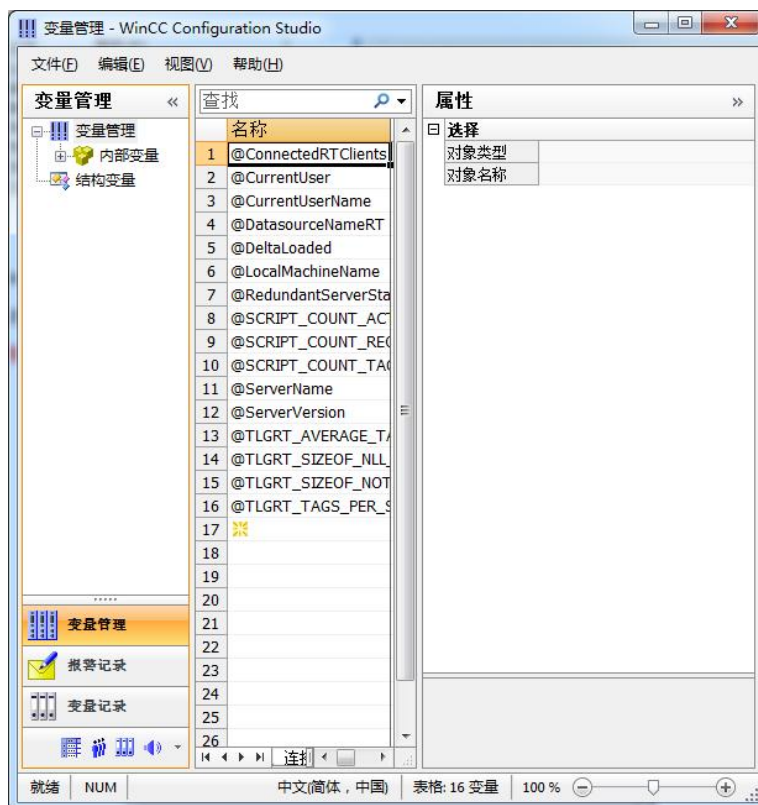 变量管理 - WinCC Configuration Studio
文件(F) 编辑(E) 视图(V) 帮助(H)
变量管理 «
变量管理
内部变量
结构变量
变量管理
报警记录
变量记录
查找
名称
1 @ConnectedRTClients
2 @CurrentUser
3 @CurrentUserName
4 @DatasourceNameRT
5 @DeltaLoaded
6 @LocalMachineName
7 @RedundantServerSta
8 @SCRIPT_COUNT_ACT
9 @SCRIPT_COUNT_REQ
10 @SCRIPT_COUNT_TAG
11 @ServerName
12 @ServerVersion
13 @TLGRT_AVERAGE_TA
14 @TLGRT_SIZEOF_NLL_
15 @TLGRT_SIZEOF_NOT
16 @TLGRT_TAGS_PER_S
17
18
19
20
21
22
23
24
25
26
属性 »
选择
对象类型
对象名称
就绪 NUM 中文(简体，中国) 表格: 16 变量 100 %